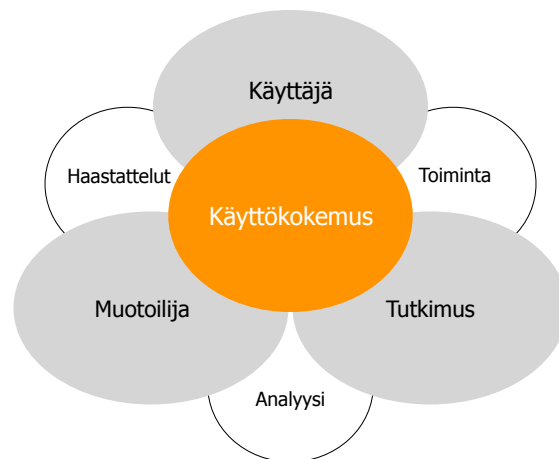 Käyttäjä
Haastattelut
Toiminta
Käyttökokemus
Muotoilija
Tutkimus
Analyysi